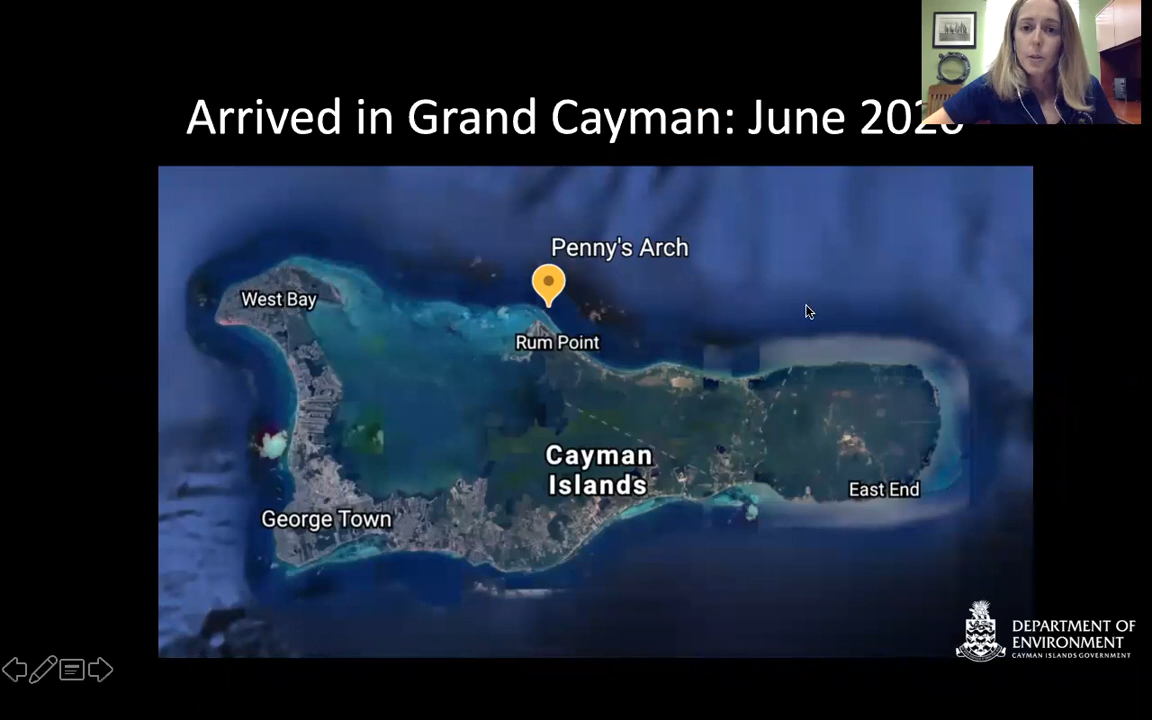 Arrived in Grand Cayman: June 2020
Penny's Arch
West Bay
Rum Point
Cayman
Islands
East End
George Town
DEPARTMENT OF
ENVIRONMENT
CAYMAN ISLANDS GOVERNMENT